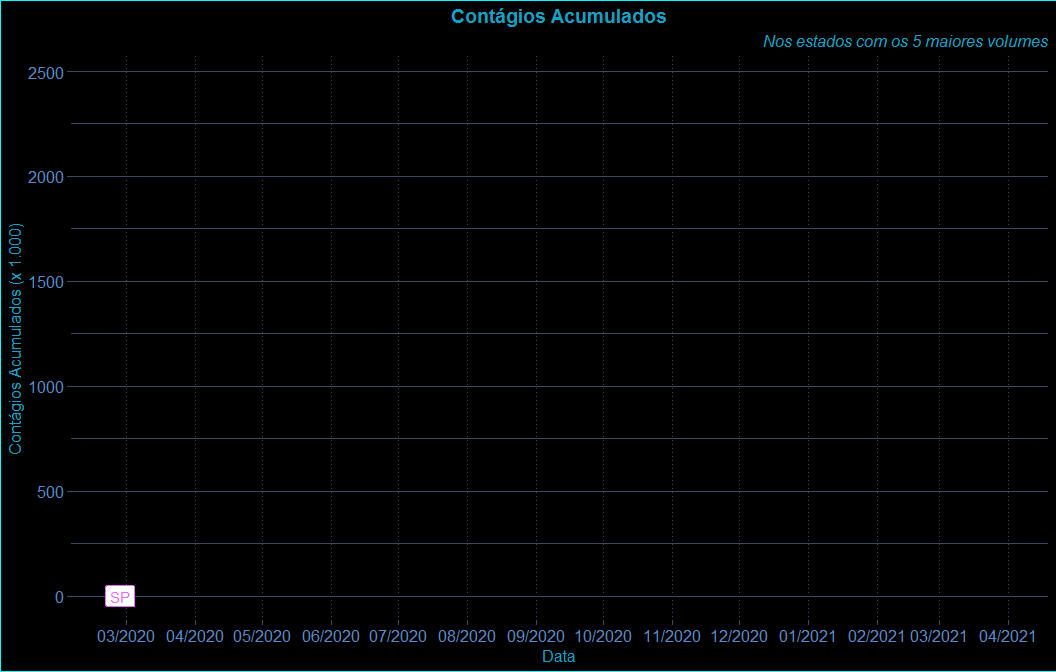 Contágios Acumulados
Nos estados com os 5 maiores volumes
Contágios Acumulados (x 1.000)
2500
2000
1500
1000
500
0
SP
03/2020 04/2020 05/2020 06/2020 07/2020 08/2020 09/2020 10/2020 11/2020 12/2020 01/2021 02/2021 03/2021 04/2021
Data